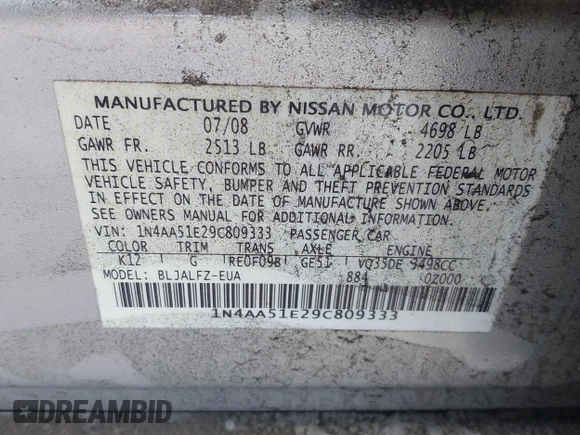 MANUFACTURED BY NISSAN MOTOR CO., LTD.
DATE 07/08 GVWR 4698 LB
GAWR FR. 2513 LB GAWR RR. 2205 LB
THIS VEHICLE CONFORMS TO ALL APPLICABLE FEDERAL MOTOR
VEHICLE SAFETY, BUMPER AND THEFT PREVENTION STANDARDS
IN EFFECT ON THE DATE OF MANUFACTURE SHOWN ABOVE.
SEE OWNERS MANUAL FOR ADDITIONAL INFORMATION.
VIN: 1N4AA51E29C809333 PASSENGER CAR
COLOR TRIM TRANS AXLE ENGINE
K12 G RE0F09B GE51 VQ35DE 3498CC
MODEL: BLJALFZ-EUA 884 02000
1N4AA51E29C809333
DREAMBID